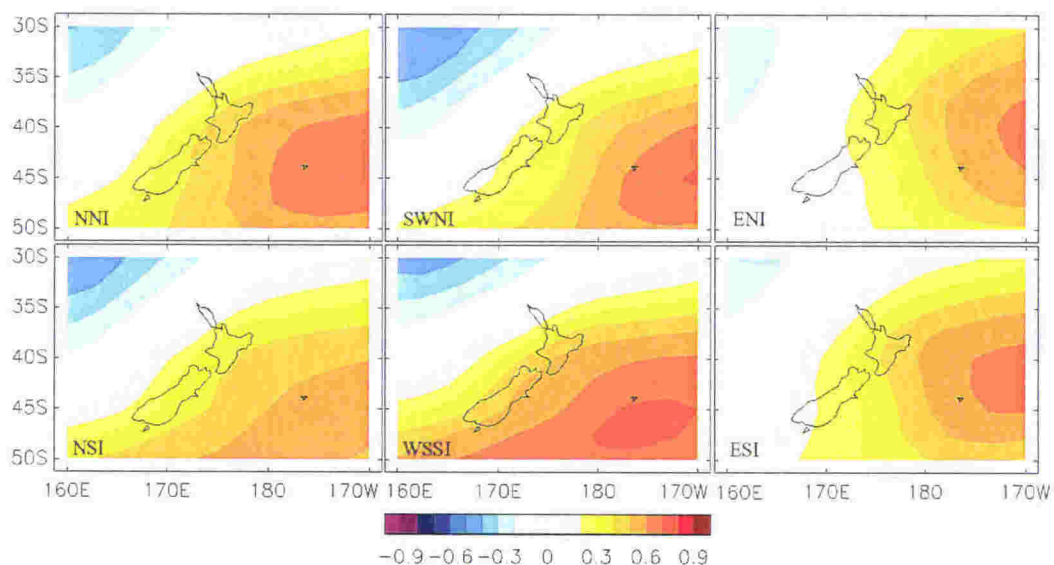 30S
35S
40S
45S
50S
NNI
SWNI
ENI
30S
35S
40S
45S
50S
NSI
WSSI
ESI
160E 170E 180 170W 160E 170E 180 170W 160E 170E 180 170W
-0.9 -0.6 -0.3 0 0.3 0.6 0.9